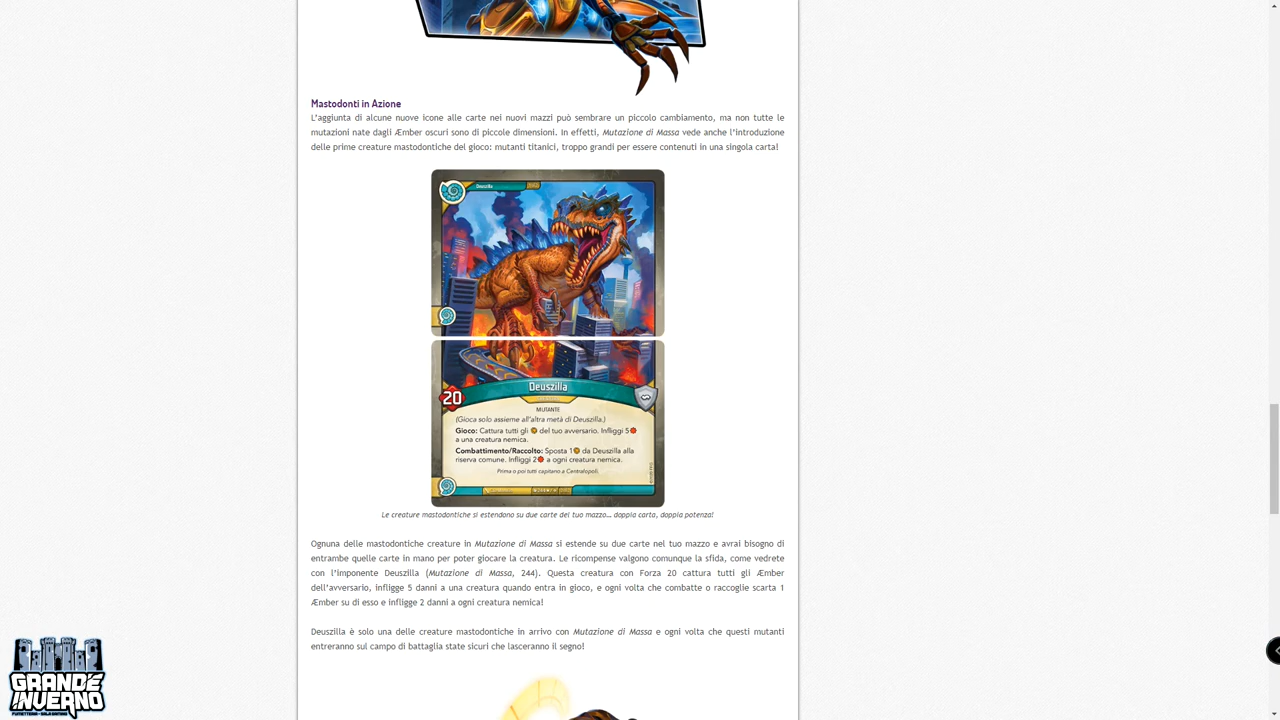 Mastodonti in Azione
L'aggiunta di alcune nuove icone alle carte nei nuovi mazzi può sembrare un piccolo cambiamento, ma non tutte le
mutazioni nate dagli Æmber oscuri sono di piccole dimensioni. In effetti, Mutazione di Massa vede anche l'introduzione
delle prime creature mastodontiche del gioco: mutanti titanici, troppo grandi per essere contenuti in una singola carta!
Deuszilla
Deuszilla
20
MUTANTE
(Gioca solo assieme all'altra metà di Deuszilla.)
Gioco: Cattura tutti gli del tuo avversario. Infliggi 5
a una creatura nemica.
Combattimento/Raccolto: Sposta 1 da Deuszilla alla
riserva comune. Infliggi 2 a ogni creatura nemica.
Prima o poi tutti capitano a Centralopoli.
Le creature mastodontiche si estendono su due carte del tuo mazzo... doppia carta, doppia potenza!
Ognuna delle mastodontiche creature in Mutazione di Massa si estende su due carte nel tuo mazzo e avrai bisogno di
entrambe quelle carte in mano per poter giocare la creatura. Le ricompense valgono comunque la sfida, come vedrete
con l'imponente Deuszilla (Mutazione di Massa, 244). Questa creatura con Forza 20 cattura tutti gli Æmber
dell'avversario, infligge 5 danni a una creatura quando entra in gioco, e ogni volta che combatte o raccoglie scarta 1
Æmber su di esso e infligge 2 danni a ogni creatura nemica!
Deuszilla è solo una delle creature mastodontiche in arrivo con Mutazione di Massa e ogni volta che questi mutanti
entreranno sul campo di battaglia state sicuri che lasceranno il segno!
GRANDE
INVERNO
FUMETTERIA - SALA GAMING